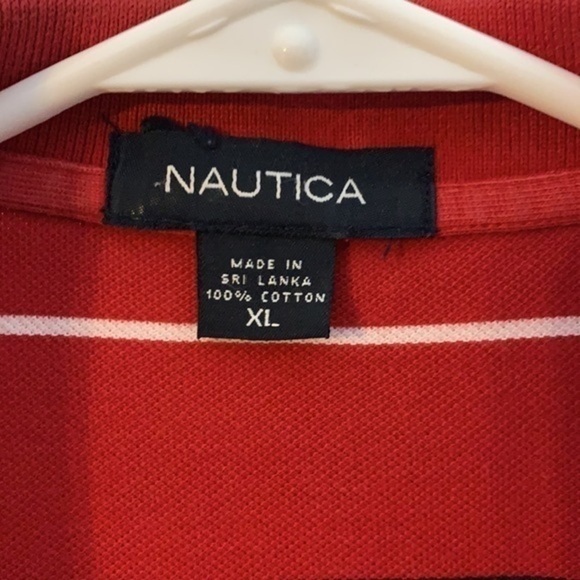 NAUTICA
MADE IN
SRI LANKA
100% COTTON
XL